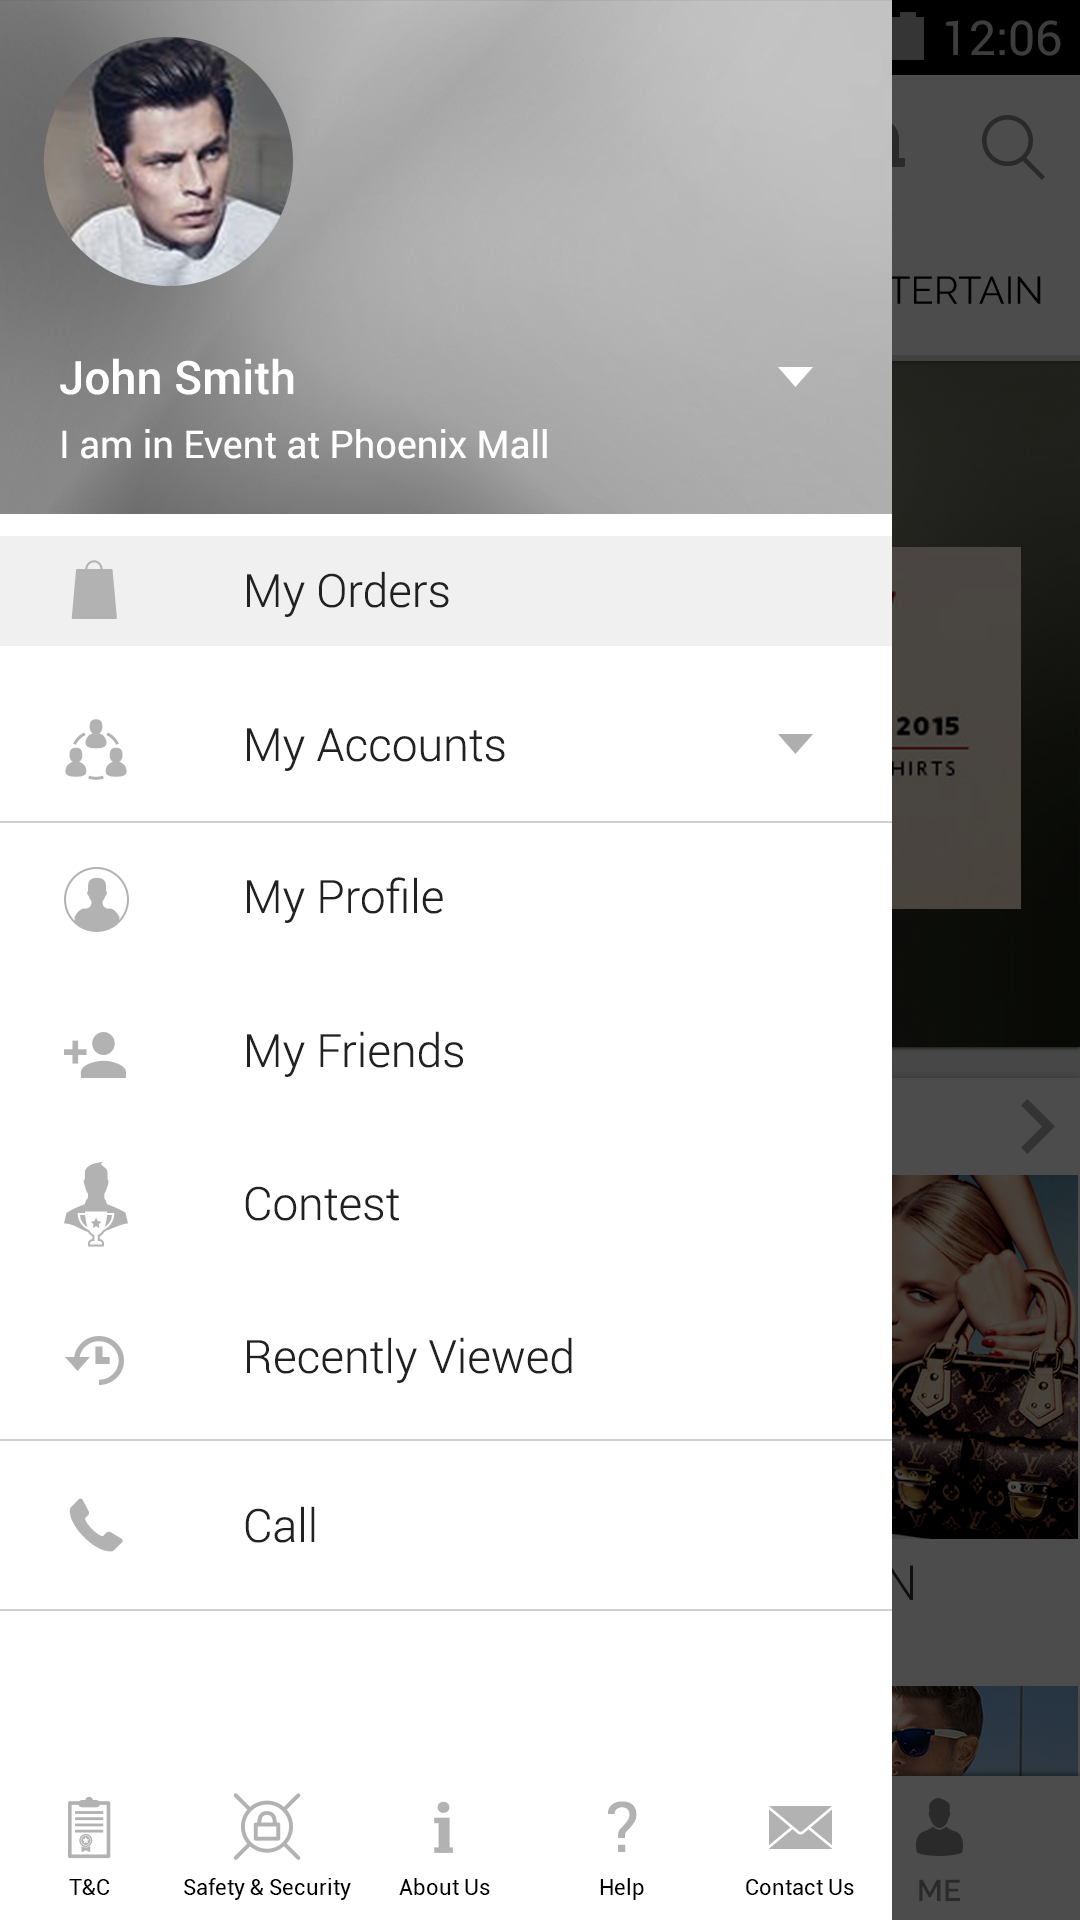 12:06
TERTAIN
John Smith
I am in Event at Phoenix Mall
My Orders
2015
HIRTS
My Accounts
My Profile
My Friends
Contest
Recently Viewed
Call
N
T&C
Safety & Security
About Us
Help
Contact Us
ME